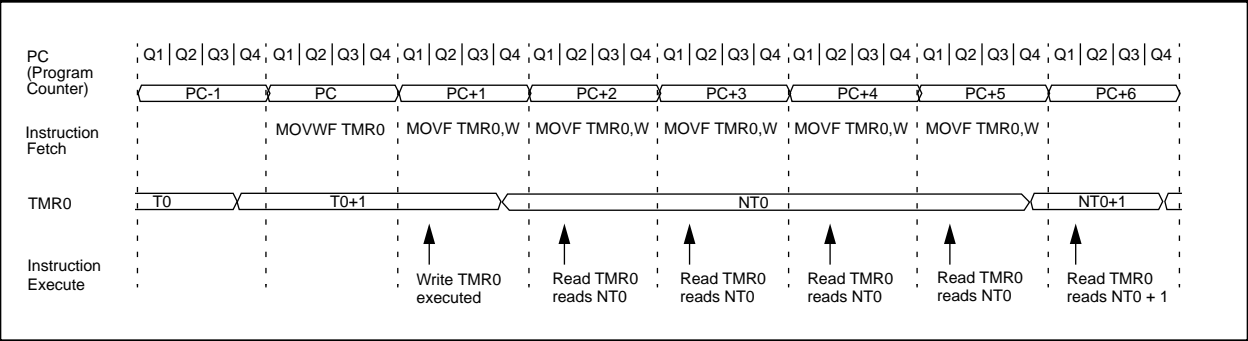 PC (Program Counter)
Q1 Q2 Q3 Q4 Q1 Q2 Q3 Q4 Q1 Q2 Q3 Q4 Q1 Q2 Q3 Q4 Q1 Q2 Q3 Q4 Q1 Q2 Q3 Q4 Q1 Q2 Q3 Q4 Q1 Q2 Q3 Q4
PC-1 PC PC+1 PC+2 PC+3 PC+4 PC+5 PC+6
Instruction Fetch
MOVWF TMR0 MOVF TMR0,W MOVF TMR0,W MOVF TMR0,W MOVF TMR0,W MOVF TMR0,W
TMR0
T0 T0+1 NT0 NT0+1
Instruction Execute
Write TMR0 executed
Read TMR0 reads NT0
Read TMR0 reads NT0
Read TMR0 reads NT0
Read TMR0 reads NT0
Read TMR0 reads NT0 + 1